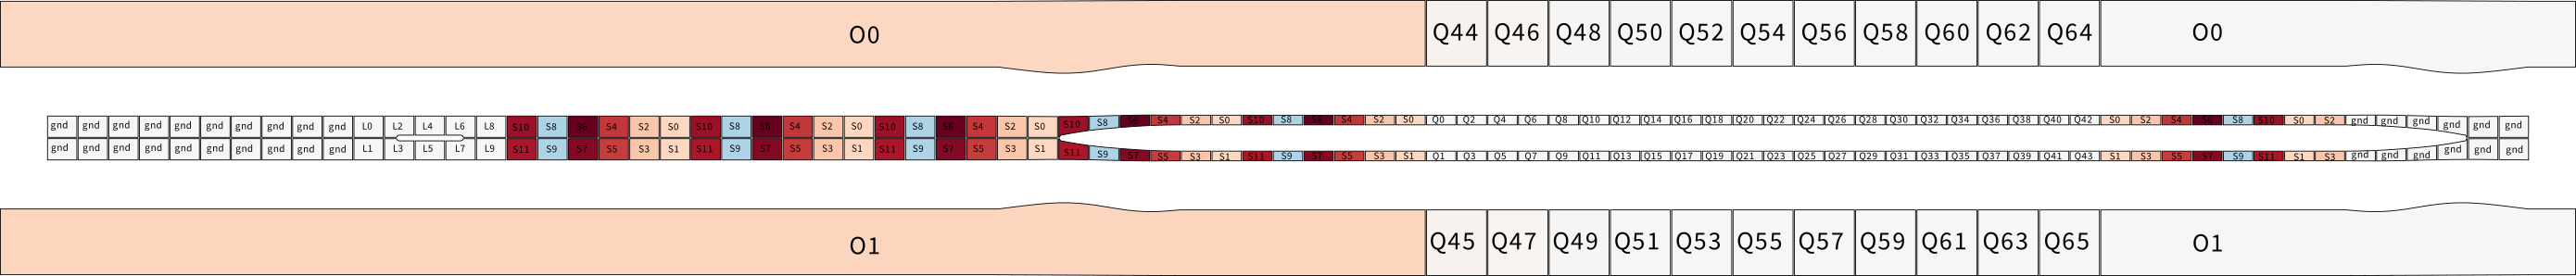 O0 Q44 Q46 Q48 Q50 Q52 Q54 Q56 Q58 Q60 Q62 Q64 O0
gnd gnd gnd gnd gnd gnd gnd gnd gnd gnd L0 L2 L4 L6 L8 S10 S8 S6 S4 S2 S0 S10 S8 S6 S4 S2 S0 S10 S8 S6 S4 S2 S0 S10 S8 S6 S4 S2 S0 S10 S8 S6 S4 S2 S0 Q0 Q2 Q4 Q6 Q8 Q10 Q12 Q14 Q16 Q18 Q20 Q22 Q24 Q26 Q28 Q30 Q32 Q34 Q36 Q38 Q40 Q42 S0 S2 S4 S6 S8 S10 S0 S2 gnd gnd gnd gnd gnd gnd
gnd gnd gnd gnd gnd gnd gnd gnd gnd gnd L1 L3 L5 L7 L9 S11 S9 S7 S5 S3 S1 S11 S9 S7 S5 S3 S1 S11 S9 S7 S5 S3 S1 S11 S9 S7 S5 S3 S1 S11 S9 S7 S5 S3 S1 Q1 Q3 Q5 Q7 Q9 Q11 Q13 Q15 Q17 Q19 Q21 Q23 Q25 Q27 Q29 Q31 Q33 Q35 Q37 Q39 Q41 Q43 S1 S3 S5 S7 S9 S11 S1 S3 gnd gnd gnd gnd gnd gnd
O1 Q45 Q47 Q49 Q51 Q53 Q55 Q57 Q59 Q61 Q63 Q65 O1